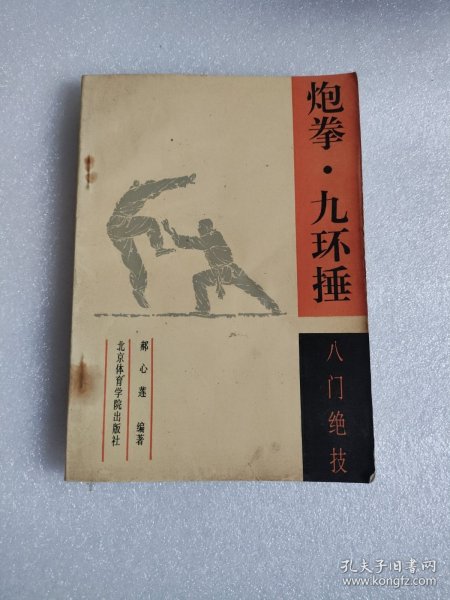 炮拳·九环捶
八门绝技
郝心莲 编著
北京体育学院出版社
孔夫子旧书网
www.kongfz.com